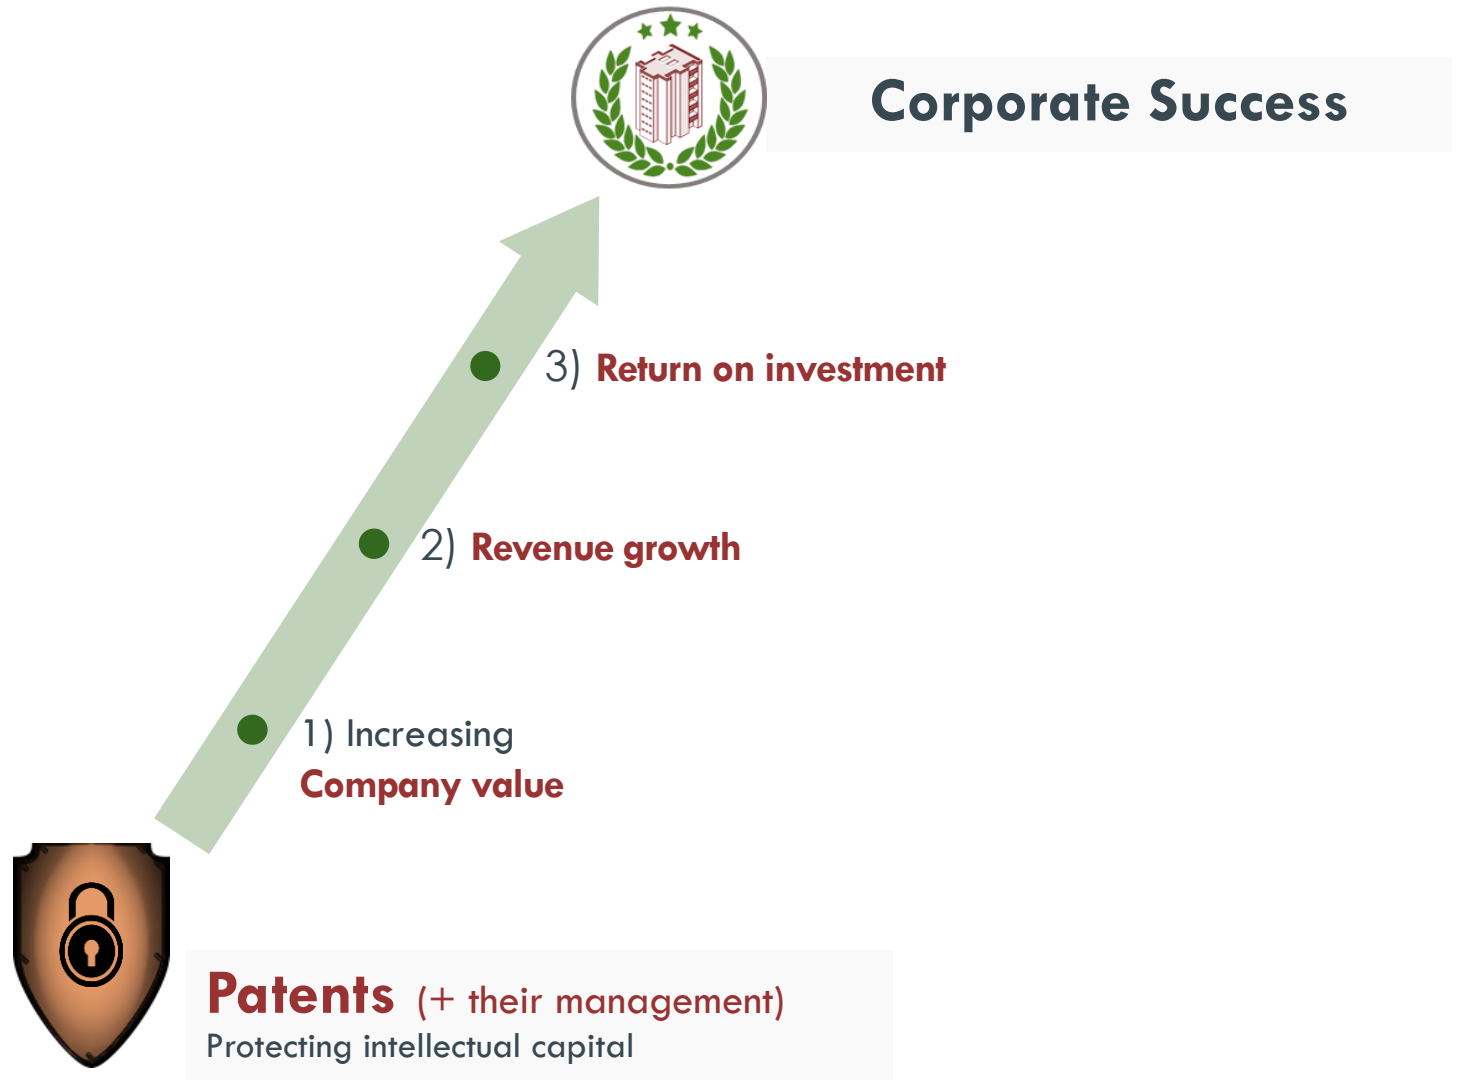 Corporate Success
3) Return on investment
2) Revenue growth
1) Increasing
Company value
Patents (+ their management)
Protecting intellectual capital